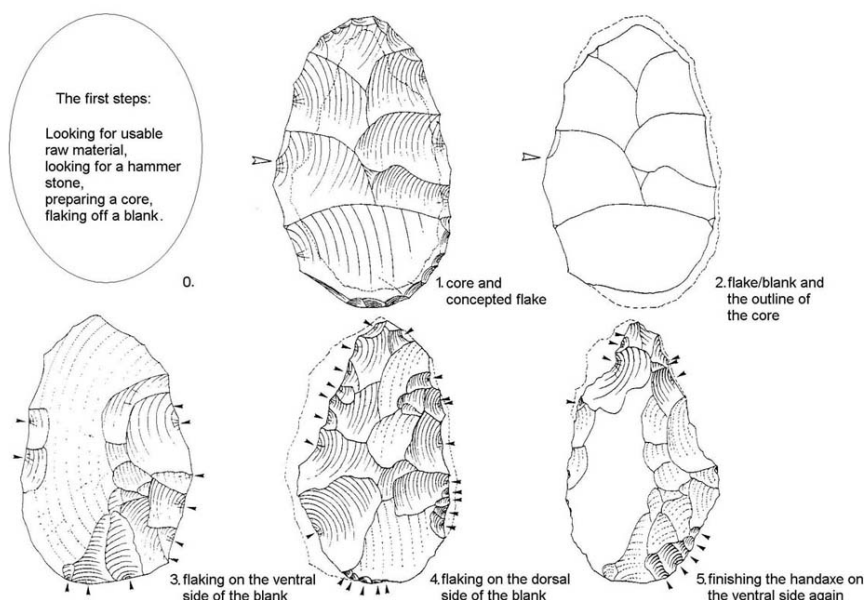 The first steps:
Looking for usable
raw material,
looking for a hammer
stone,
preparing a core,
flaking off a blank.
0.
1. core and
concepted flake
2. flake/blank and
the outline of
the core
3. flaking on the ventral
side of the blank
4. flaking on the dorsal
side of the blank
5. finishing the handaxe on
the ventral side again